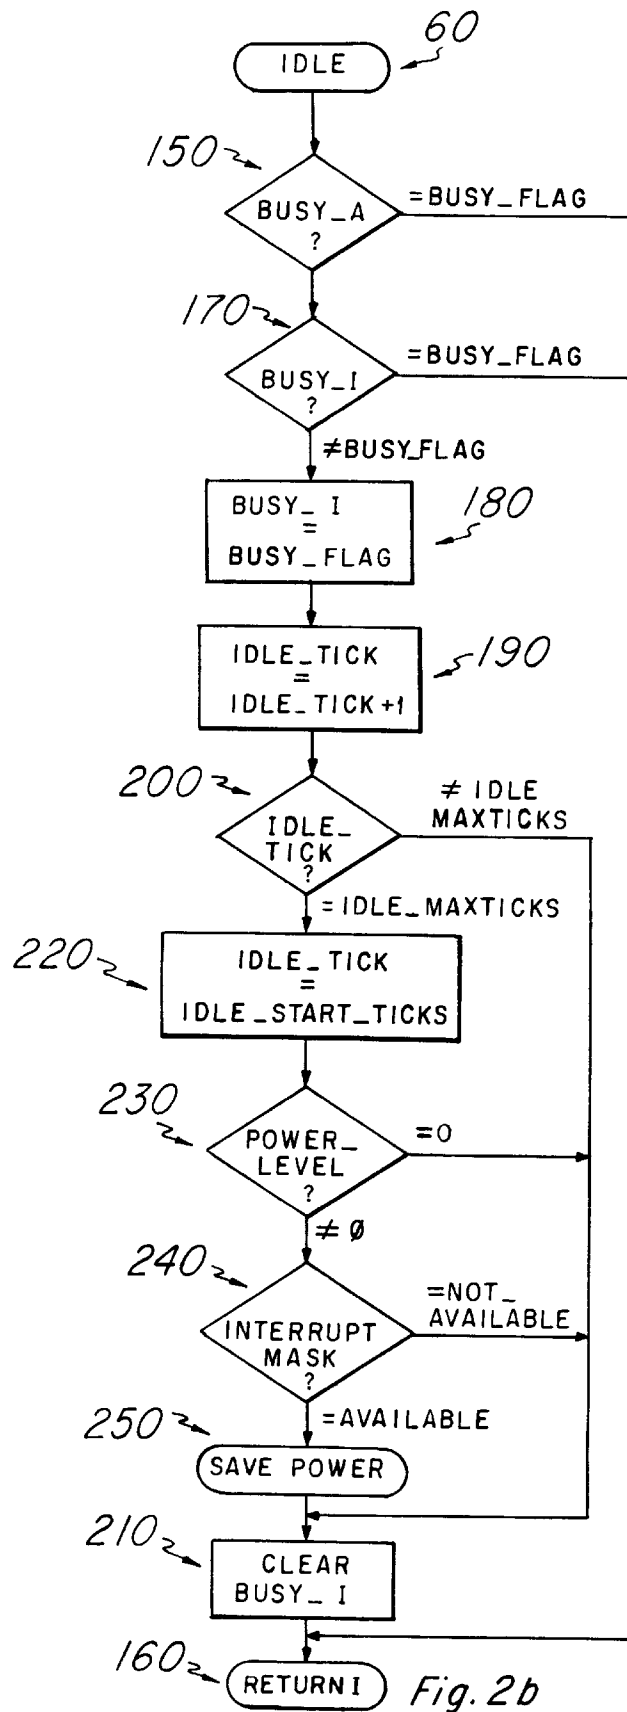 60
IDLE
150
BUSY_A
?
=BUSY_FLAG
170
BUSY_I
?
=BUSY_FLAG
≠BUSY_FLAG
BUSY_I
=
BUSY_FLAG
180
IDLE_TICK
=
IDLE_TICK+1
190
200
IDLE_
TICK
?
≠ IDLE
MAXTICKS
=IDLE_MAXTICKS
220
IDLE_TICK
=
IDLE_START_TICKS
230
POWER_
LEVEL
?
=0
≠ Ø
240
INTERRUPT
MASK
?
=NOT_
AVAILABLE
=AVAILABLE
250
SAVE POWER
210
CLEAR
BUSY_I
160
RETURN I
Fig. 2b